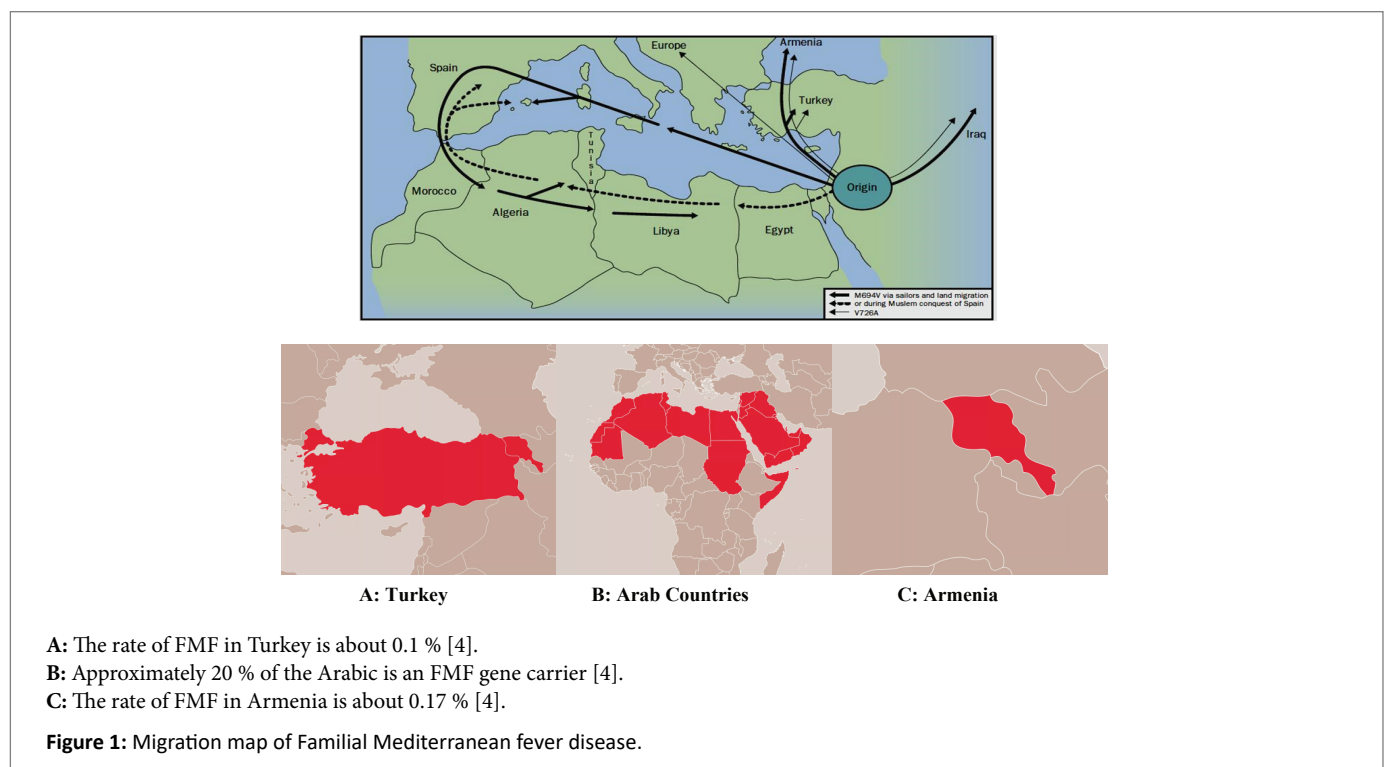 Europe
Armenia
Spain
Turkey
Iraq
Tunisia
Origin
Morocco
Algeria
Libya
Egypt
M694V via sailors and land migration
or during Muslem conquest of Spain
V726A
A: Turkey
B: Arab Countries
C: Armenia
A: The rate of FMF in Turkey is about 0.1 % [4].
B: Approximately 20 % of the Arabic is an FMF gene carrier [4].
C: The rate of FMF in Armenia is about 0.17 % [4].
Figure 1: Migration map of Familial Mediterranean fever disease.